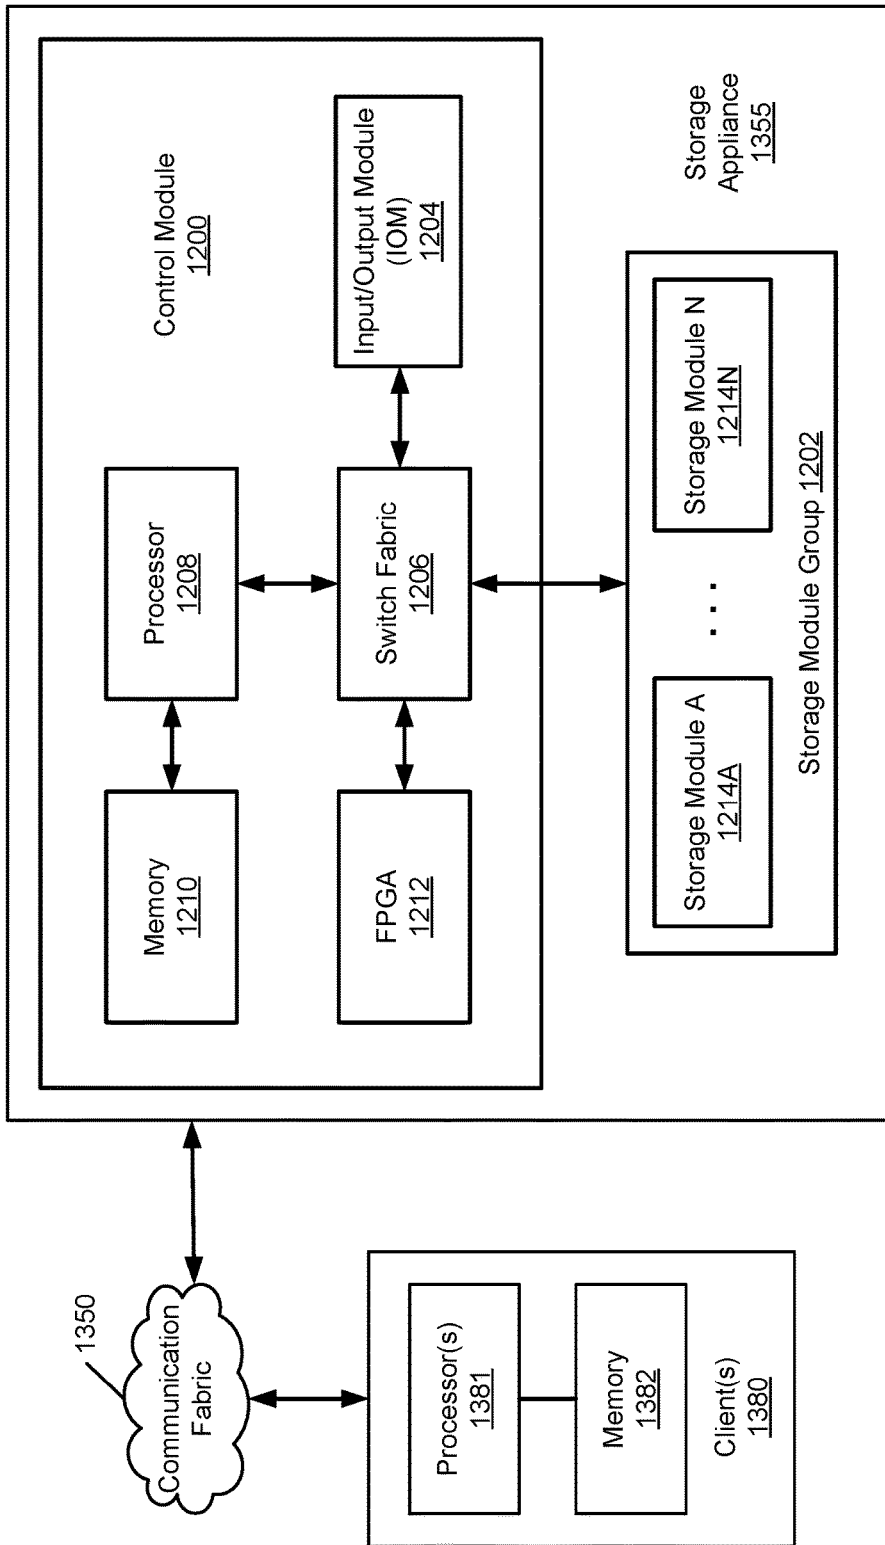 1350
Communication
Fabric
Processor(s)
1381
Memory
1382
Client(s)
1380
Control Module
1200
Memory
1210
Processor
1208
FPGA
1212
Switch Fabric
1206
Input/Output Module
(IOM)
1204
Storage Module A
1214A
. . .
Storage Module N
1214N
Storage Module Group 1202
Storage
Appliance
1355